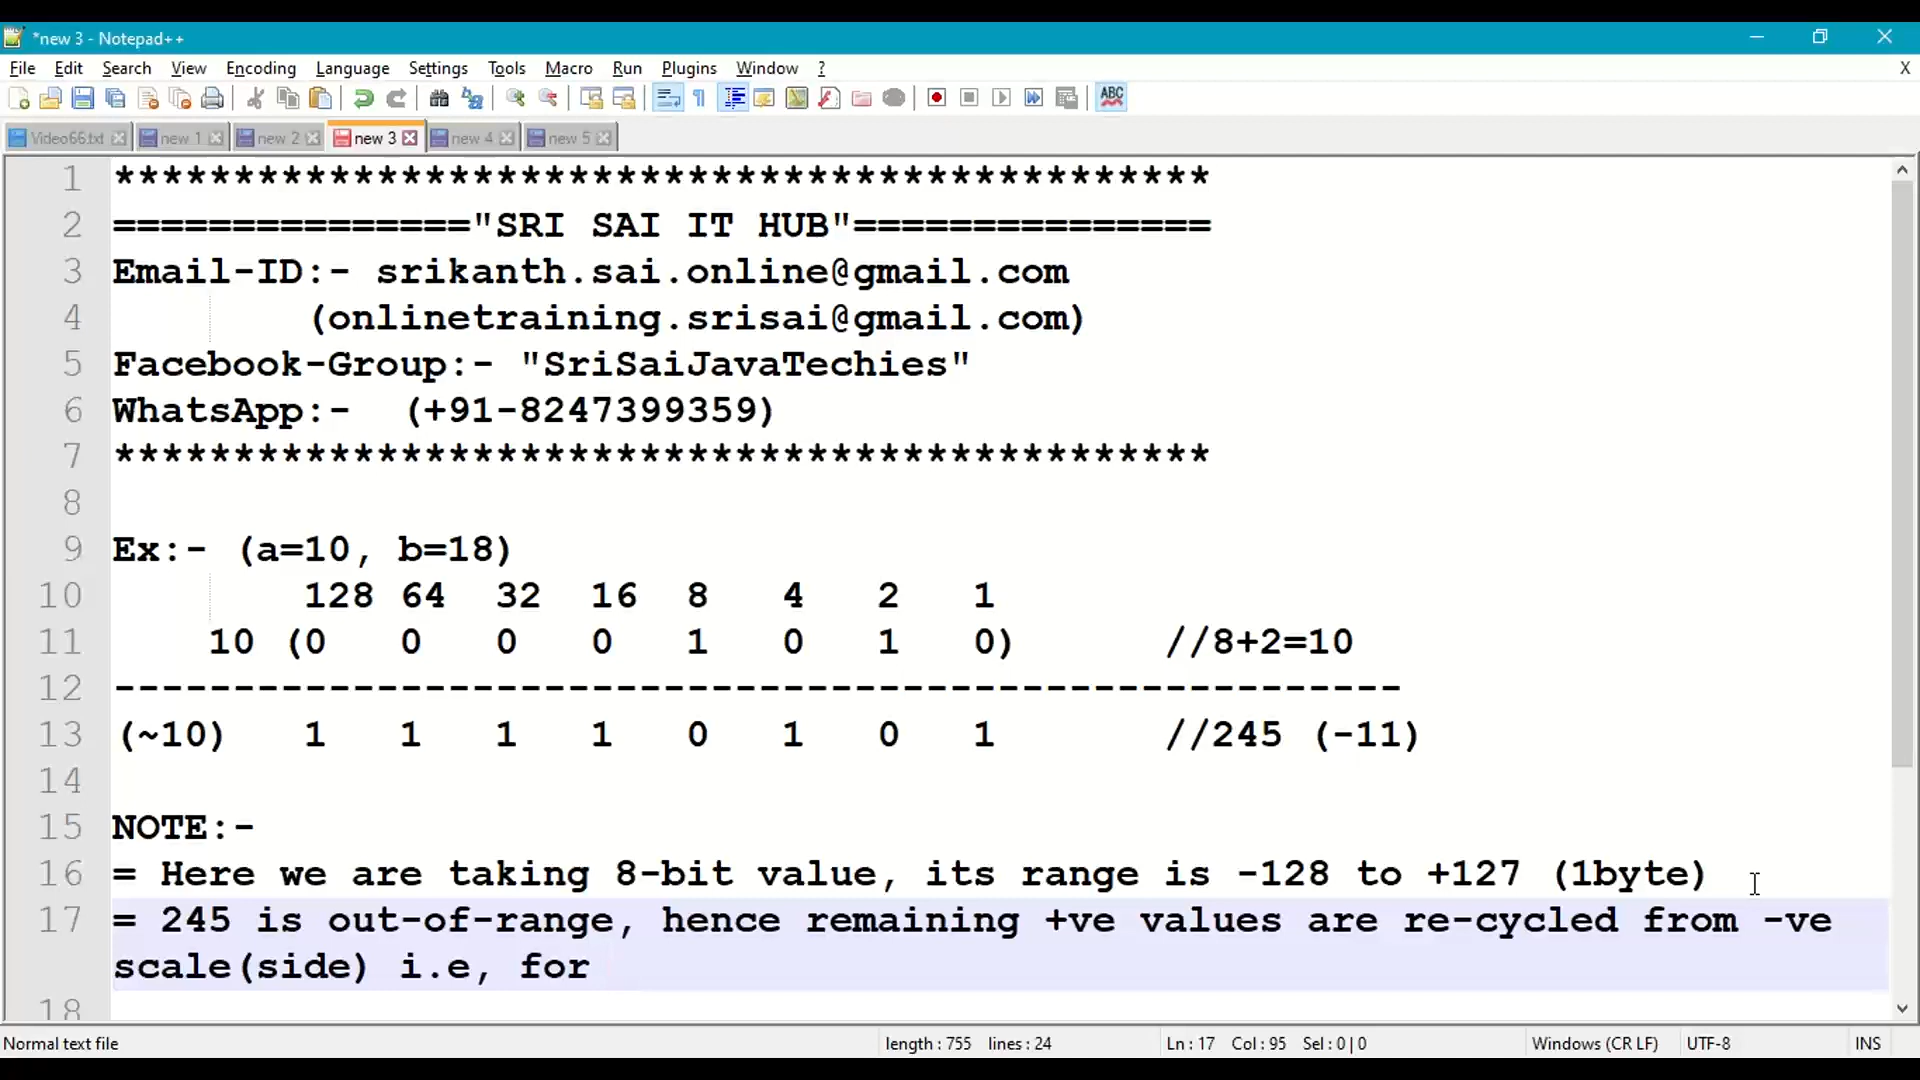 *new 3 - Notepad++
File Edit Search View Encoding Language Settings Tools Macro Run Plugins Window ? X
ABC
Video66.txt new 1 new 2 new 3 new 4 new 5
1 **********************************************
2 ==============="SRI SAI IT HUB"===============
3 Email-ID:- srikanth.sai.online@gmail.com
4 (onlinetraining.srisai@gmail.com)
5 Facebook-Group:- "SriSaiJavaTechies"
6 WhatsApp:- (+91-8247399359)
7 **********************************************
8
9 Ex:- (a=10, b=18)
10 128 64 32 16 8 4 2 1
11 10 (0 0 0 0 1 0 1 0) //8+2=10
12 ------------------------------------------------------
13 (~10) 1 1 1 1 0 1 0 1 //245 (-11)
14
15 NOTE:-
16 = Here we are taking 8-bit value, its range is -128 to +127 (1byte)
17 = 245 is out-of-range, hence remaining +ve values are re-cycled from -ve
scale(side) i.e, for
18
Normal text file length : 755 lines : 24 Ln : 17 Col : 95 Sel : 0 | 0 Windows (CR LF) UTF-8 INS